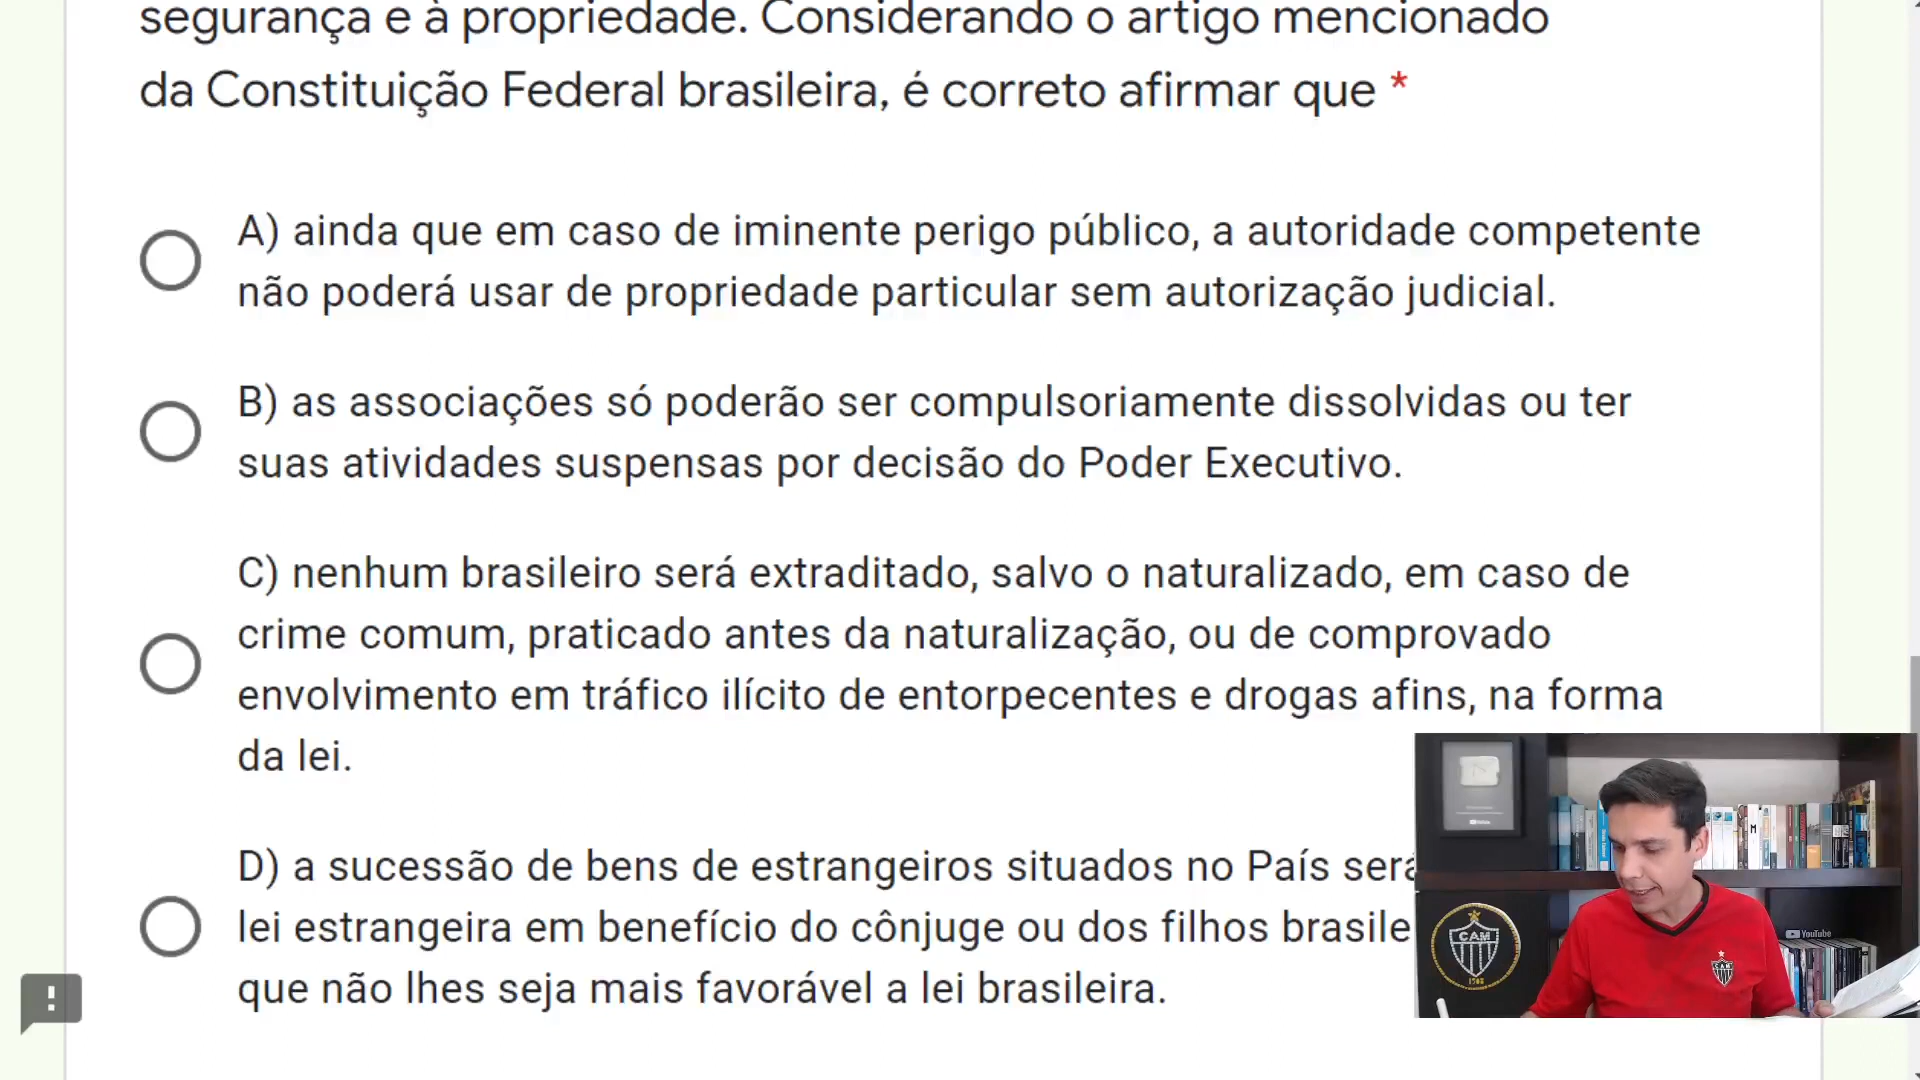 segurança e à propriedade. Considerando o artigo mencionado
da Constituição Federal brasileira, é correto afirmar que *
A) ainda que em caso de iminente perigo público, a autoridade competente
não poderá usar de propriedade particular sem autorização judicial.
B) as associações só poderão ser compulsoriamente dissolvidas ou ter
suas atividades suspensas por decisão do Poder Executivo.
C) nenhum brasileiro será extraditado, salvo o naturalizado, em caso de
crime comum, praticado antes da naturalização, ou de comprovado
envolvimento em tráfico ilícito de entorpecentes e drogas afins, na forma
da lei.
D) a sucessão de bens de estrangeiros situados no País será
lei estrangeira em benefício do cônjuge ou dos filhos brasile
que não lhes seja mais favorável a lei brasileira.
CAM
1908
YouTube
CAM